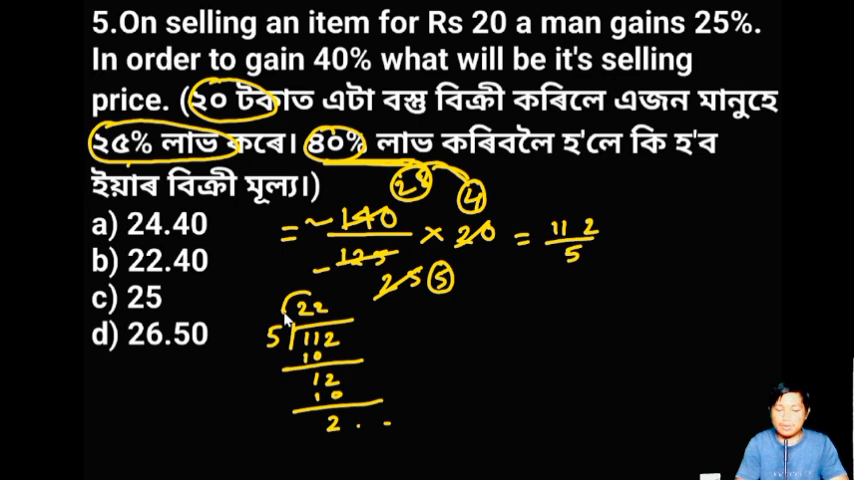 5.On selling an item for Rs 20 a man gains 25%.
In order to gain 40% what will be it's selling
price. (২০ টকাত এটা বস্তু বিক্ৰী কৰিলে এজন মানুহে
২৫% লাভ কৰে। ৪০% লাভ কৰিবলৈ হ'লে কি হ'ব
ইয়াৰ বিক্ৰী মূল্য।)
28 4
a) 24.40
= 140 × 20 = 112
125 5
b) 22.40
25 5
c) 25
22
d) 26.50
5 112
10
12
10
2 . -